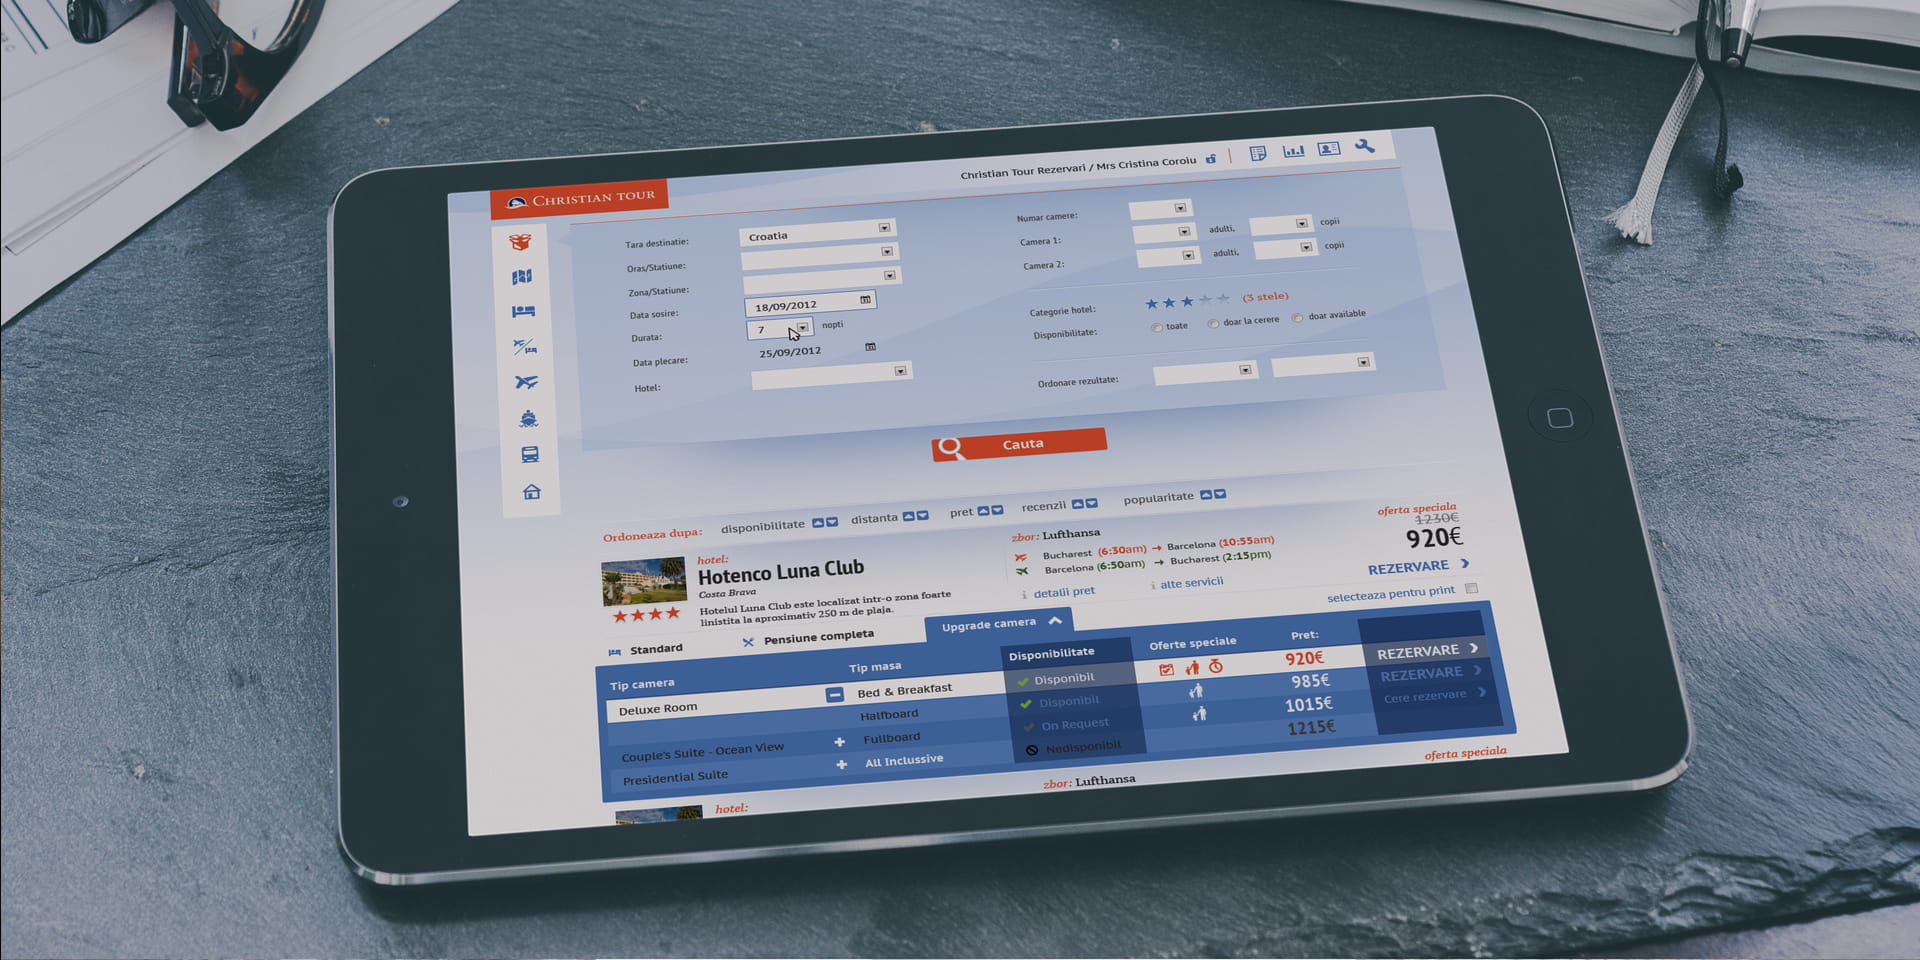 Christian Tour Rezervari / Mrs Cristina Coroiu
CHRISTIAN TOUR
Tara destinatie: Croatia
Oras/Statiune:
Zona/Statiune:
Data sosire: 18/09/2012
Durata: 7 nopti
Data plecare: 25/09/2012
Hotel:
Numar camere:
Camera 1: adulti, copii
Camera 2: adulti, copii
Categorie hotel: (3 stele)
Disponibilitate: toate doar la cerere doar available
Ordonare rezultate:
Cauta
Ordoneaza dupa: disponibilitate distanta pret recenzii popularitate
hotel:
Hotenco Luna Club
Costa Brava
Hotelul Luna Club este localizat intr-o zona foarte
linistita la aproximativ 250 m de plaja.
zbor: Lufthansa
Bucharest (6:30am) → Barcelona (10:55am)
Barcelona (6:50am) → Bucharest (2:15pm)
detalii pret alte servicii
oferta speciala
1230€
920€
REZERVARE
selecteaza pentru print
Standard Pensiune completa Upgrade camera
Tip camera Tip masa Disponibilitate Oferte speciale Pret:
Deluxe Room Bed & Breakfast Disponibil 920€ REZERVARE
Halfboard Disponibil 985€ REZERVARE
Couple's Suite - Ocean View Fullboard On Request 1015€ Cere rezervare
Presidential Suite All Inclussive Nedisponibil 1215€
hotel:
zbor: Lufthansa
oferta speciala